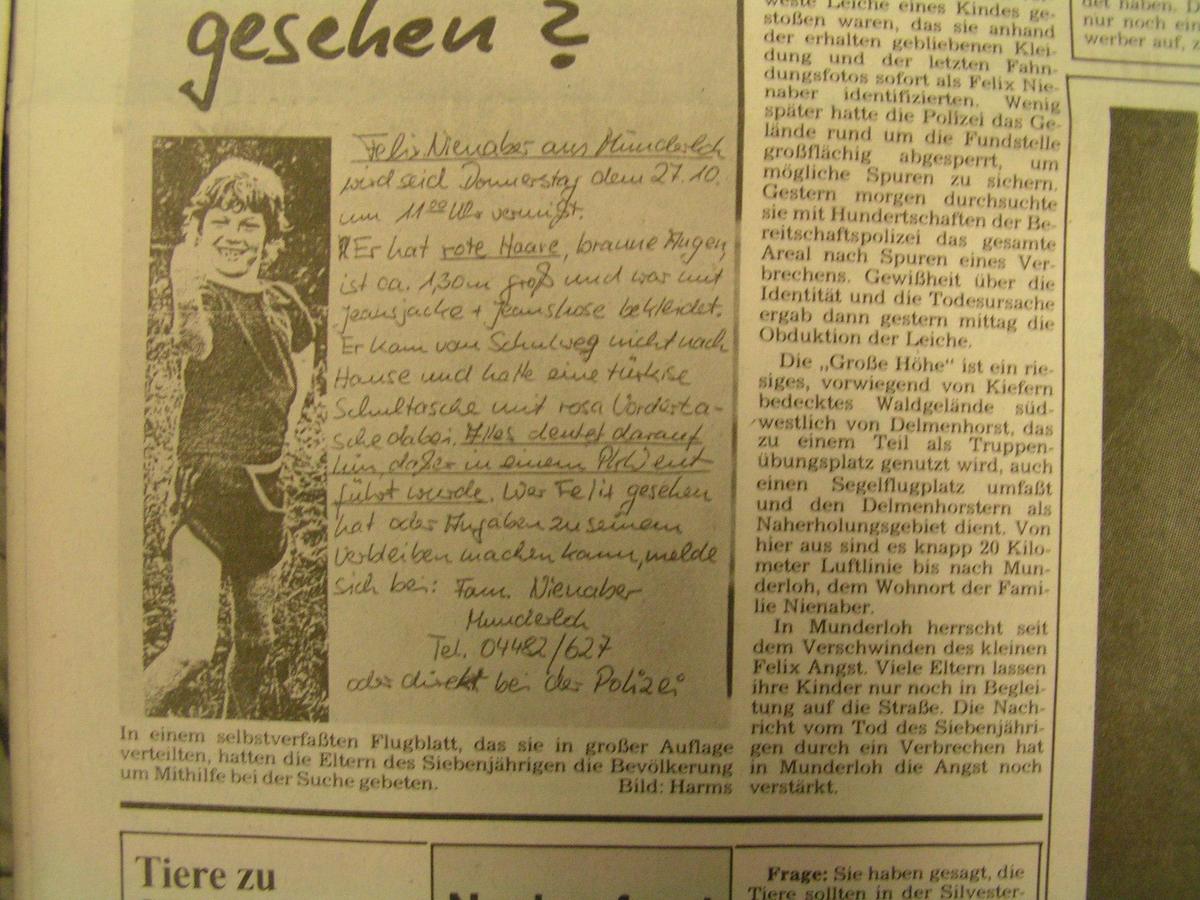 gesehen ?
Felix Nienaber aus Munderloh
wird seid Donnerstag dem 27.10.
um 11²⁰ Uhr vermißt.
Er hat rote Haare, braune Augen,
ist ca. 1,30m groß und war mit
Jeansjacke + Jeanshose bekleidet.
Er kam vom Schulweg nicht nach
Hause und hatte eine türkise
Schultasche mit rosa Vorderta-
sche dabei. Alles deutet darauf
hin, daß er in einem PKW ent
führt wurde. Wer Felix gesehen
hat oder Angaben zu seinem
Verbleiben machen kann, melde
sich bei: Fam. Nienaber
Munderloh
Tel. 04482/627
oder direkt bei der Polizei
In einem selbstverfaßten Flugblatt, das sie in großer Auflage
verteilten, hatten die Eltern des Siebenjährigen die Bevölkerung
um Mithilfe bei der Suche gebeten. Bild: Harms
weste Leiche eines Kindes ge-
stoßen waren, das sie anhand
der erhalten gebliebenen Klei-
dung und der letzten Fahn-
dungsfotos sofort als Felix Nie-
naber identifizierten. Wenig
später hatte die Polizei das Ge-
lände rund um die Fundstelle
großflächig abgesperrt, um
mögliche Spuren zu sichern.
Gestern morgen durchsuchte
sie mit Hundertschaften der Be-
reitschaftspolizei das gesamte
Areal nach Spuren eines Ver-
brechens. Gewißheit über die
Identität und die Todesursache
ergab dann gestern mittag die
Obduktion der Leiche.
Die „Große Höhe“ ist ein rie-
siges, vorwiegend von Kiefern
bedecktes Waldgelände süd-
westlich von Delmenhorst, das
zu einem Teil als Truppen-
übungsplatz genutzt wird, auch
einen Segelflugplatz umfaßt
und den Delmenhorstern als
Naherholungsgebiet dient. Von
hier aus sind es knapp 20 Kilo-
meter Luftlinie bis nach Mun-
derloh, dem Wohnort der Fami-
lie Nienaber.
In Munderloh herrscht seit
dem Verschwinden des kleinen
Felix Angst. Viele Eltern lassen
ihre Kinder nur noch in Beglei-
tung auf die Straße. Die Nach-
richt vom Tod des Siebenjähri-
gen durch ein Verbrechen hat
in Munderloh die Angst noch
verstärkt.
det haben. D
nur noch ein
werber auf, z
Tiere zu
Frage: Sie haben gesagt, die
Tiere sollten in der Silvester-